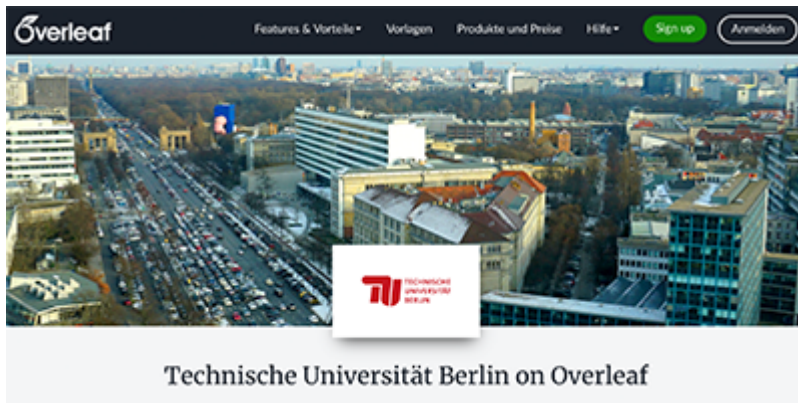 Overleaf
Features & Vorteile
Vorlagen
Produkte und Preise
Hilfe
Sign up
Anmelden
TECHNISCHE
UNIVERSITÄT
BERLIN
Technische Universität Berlin on Overleaf